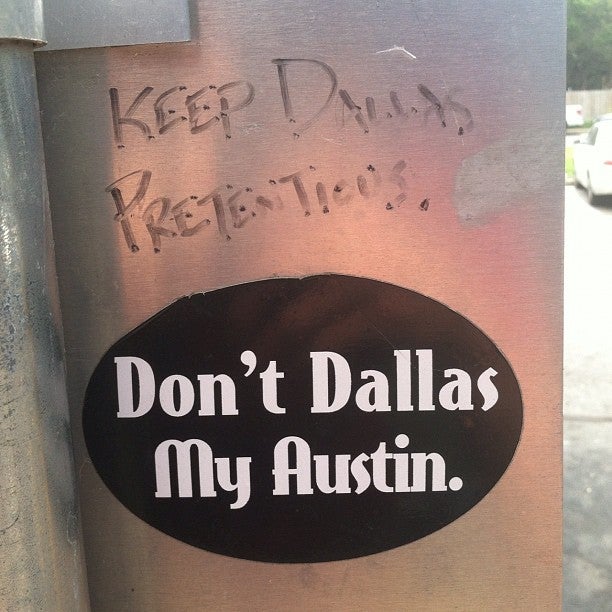 KEEP DALLAS
PRETENTIOUS.
Don't Dallas
My Austin.